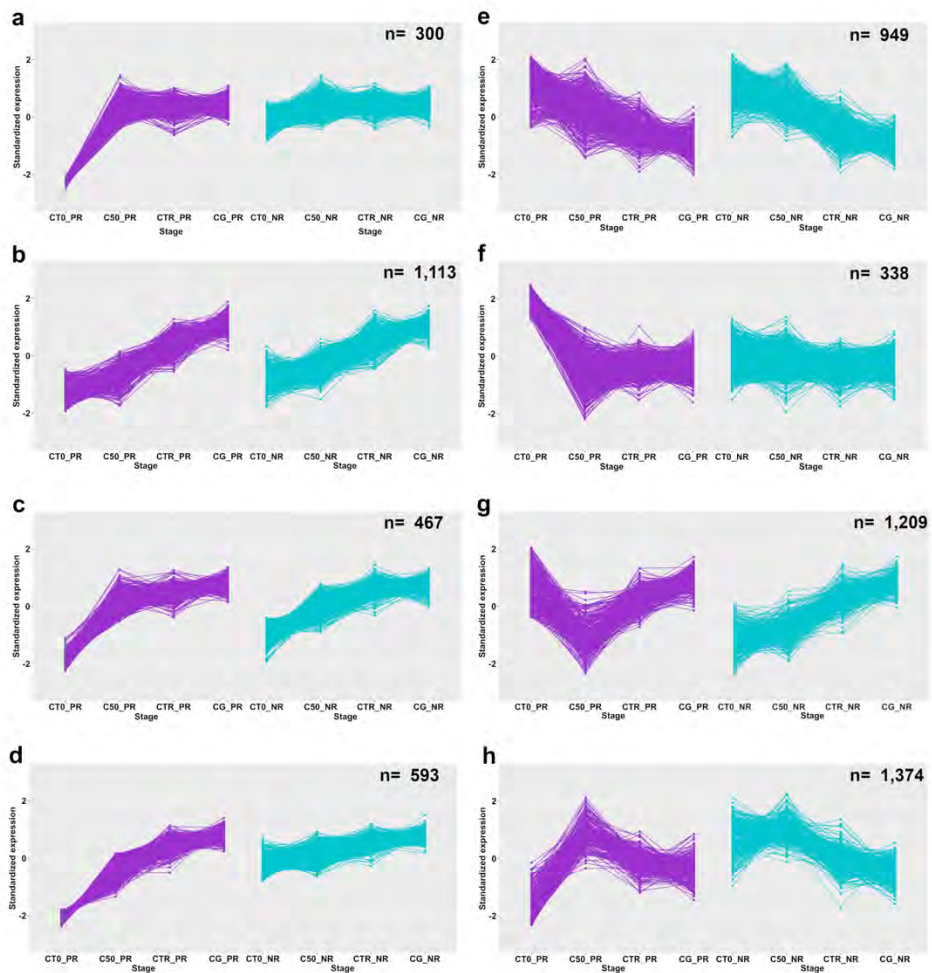 a
n= 300
Standardized expression
2
0
-2
CT0_PR C50_PR CTR_PR CG_PR CT0_NR C50_NR CTR_NR CG_NR
Stage Stage
b
n= 1,113
Standardized expression
2
0
-2
CT0_PR C50_PR CTR_PR CG_PR CT0_NR C50_NR CTR_NR CG_NR
Stage Stage
c
n= 467
Standardized expression
2
0
-2
CT0_PR C50_PR CTR_PR CG_PR CT0_NR C50_NR CTR_NR CG_NR
Stage Stage
d
n= 593
Standardized expression
2
0
-2
CT0_PR C50_PR CTR_PR CG_PR CT0_NR C50_NR CTR_NR CG_NR
Stage Stage
e
n= 949
Standardized expression
2
0
-2
CT0_PR C50_PR CTR_PR CG_PR CT0_NR C50_NR CTR_NR CG_NR
Stage Stage
f
n= 338
Standardized expression
2
0
-2
CT0_PR C50_PR CTR_PR CG_PR CT0_NR C50_NR CTR_NR CG_NR
Stage Stage
g
n= 1,209
Standardized expression
2
0
-2
CT0_PR C50_PR CTR_PR CG_PR CT0_NR C50_NR CTR_NR CG_NR
Stage Stage
h
n= 1,374
Standardized expression
2
0
-2
CT0_PR C50_PR CTR_PR CG_PR CT0_NR C50_NR CTR_NR CG_NR
Stage Stage